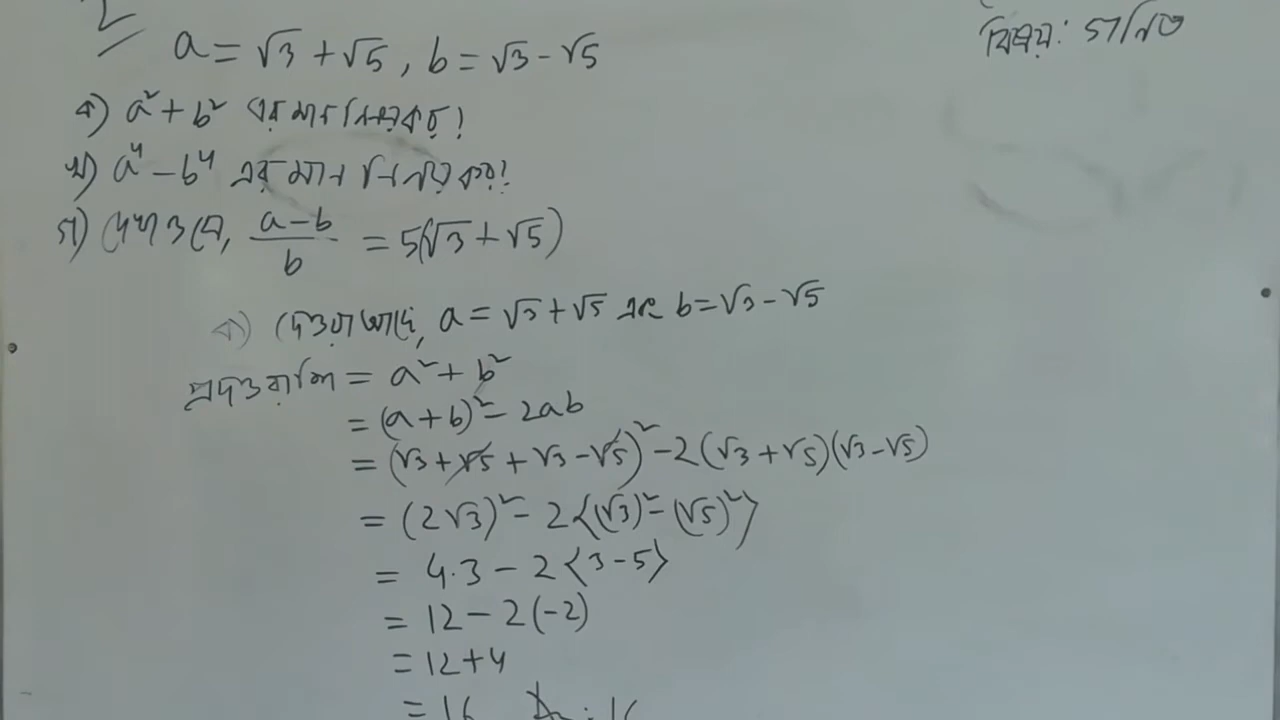 বিষয়: গণিত
a = √3 + √5, b = √3 - √5
ক) a² + b² এর মান নির্ণয় কর!
খ) a⁴ - b⁴ এর মান নির্ণয় কর!
গ) দেখাও যে, (a-b)/b = 5(√3 + √5)
ক) দেওয়া আছে, a = √3 + √5 এবং b = √3 - √5
প্রদত্ত রাশি = a² + b²
= (a + b)² - 2ab
= (√3 + √5 + √3 - √5)² - 2(√3 + √5)(√3 - √5)
= (2√3)² - 2{(√3)² - (√5)²}
= 4.3 - 2{3 - 5}
= 12 - 2(-2)
= 12 + 4
= 16 Ans: 16